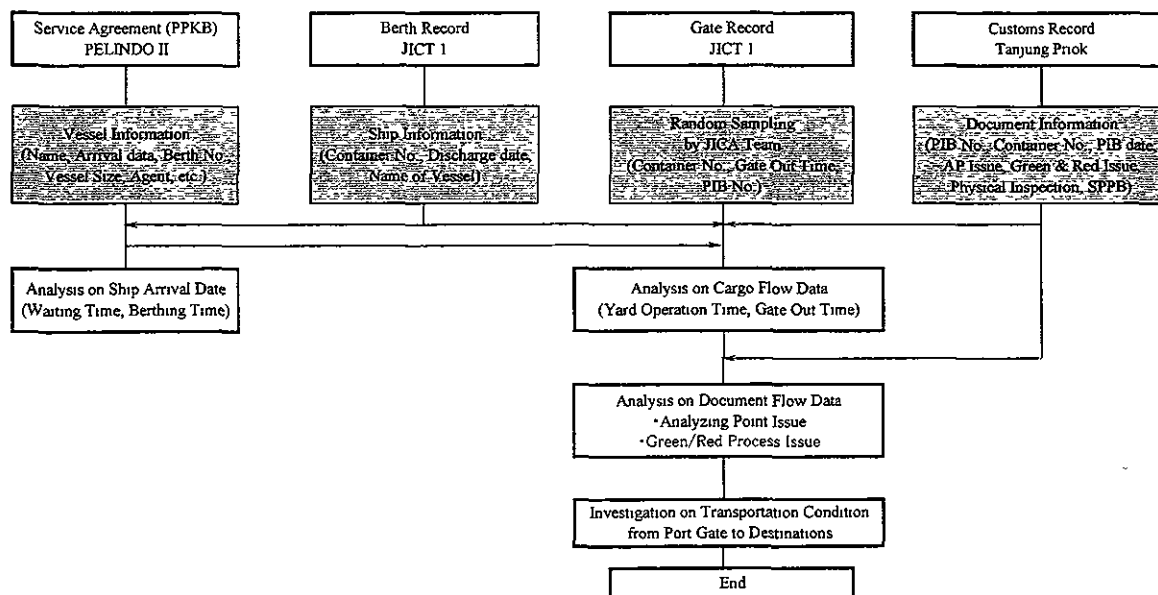 Service Agreement (PPKB)
PELINDO II
Berth Record
JICT 1
Gate Record
JICT 1
Customs Record
Tanjung Priok
Vessel Information
(Name, Arrival data, Berth No.,
Vessel Size, Agent, etc.)
Ship Information
(Container No., Discharge date,
Name of Vessel)
Random Sampling
by JICA Team
(Container No., Gate Out Time,
PIB No.)
Document Information
(PIB No., Container No., PIB date,
AP Issue, Green & Red Issue,
Physical Inspection, SPPB)
Analysis on Ship Arrival Date
(Waiting Time, Berthing Time)
Analysis on Cargo Flow Data
(Yard Operation Time, Gate Out Time)
Analysis on Document Flow Data
・Analyzing Point Issue
・Green/Red Process Issue
Investigation on Transportation Condition
from Port Gate to Destinations
End